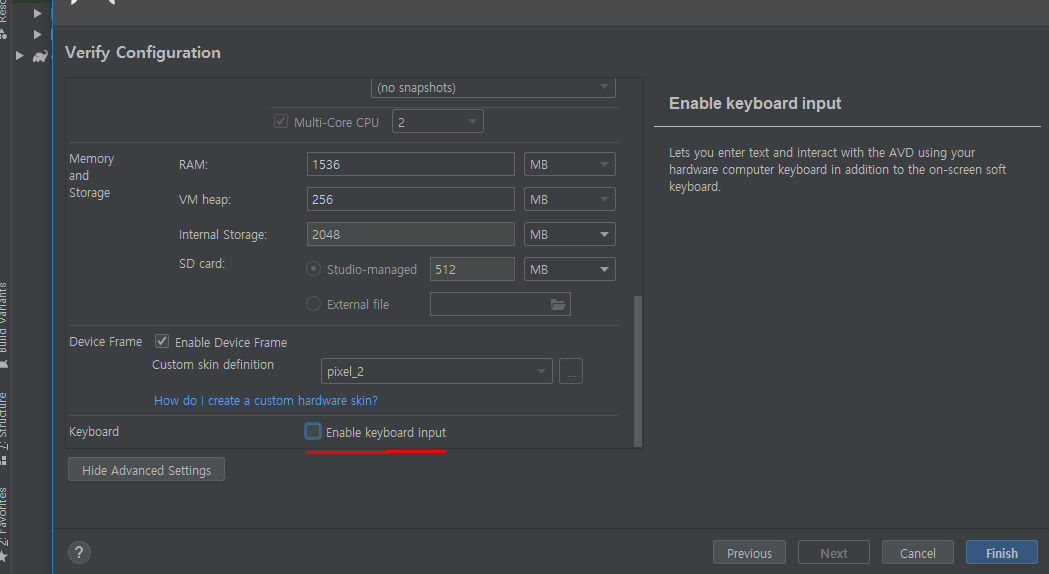 Verify Configuration
(no snapshots)
Multi-Core CPU 2
Memory and Storage
RAM: 1536 MB
VM heap: 256 MB
Internal Storage: 2048 MB
SD card: Studio-managed 512 MB
External file
Device Frame Enable Device Frame
Custom skin definition pixel_2 ...
How do I create a custom hardware skin?
Keyboard Enable keyboard input
Hide Advanced Settings
Enable keyboard input
Lets you enter text and interact with the AVD using your
hardware computer keyboard in addition to the on-screen soft
keyboard.
? Previous Next Cancel Finish
Build Variants
7: Structure
2: Favorites